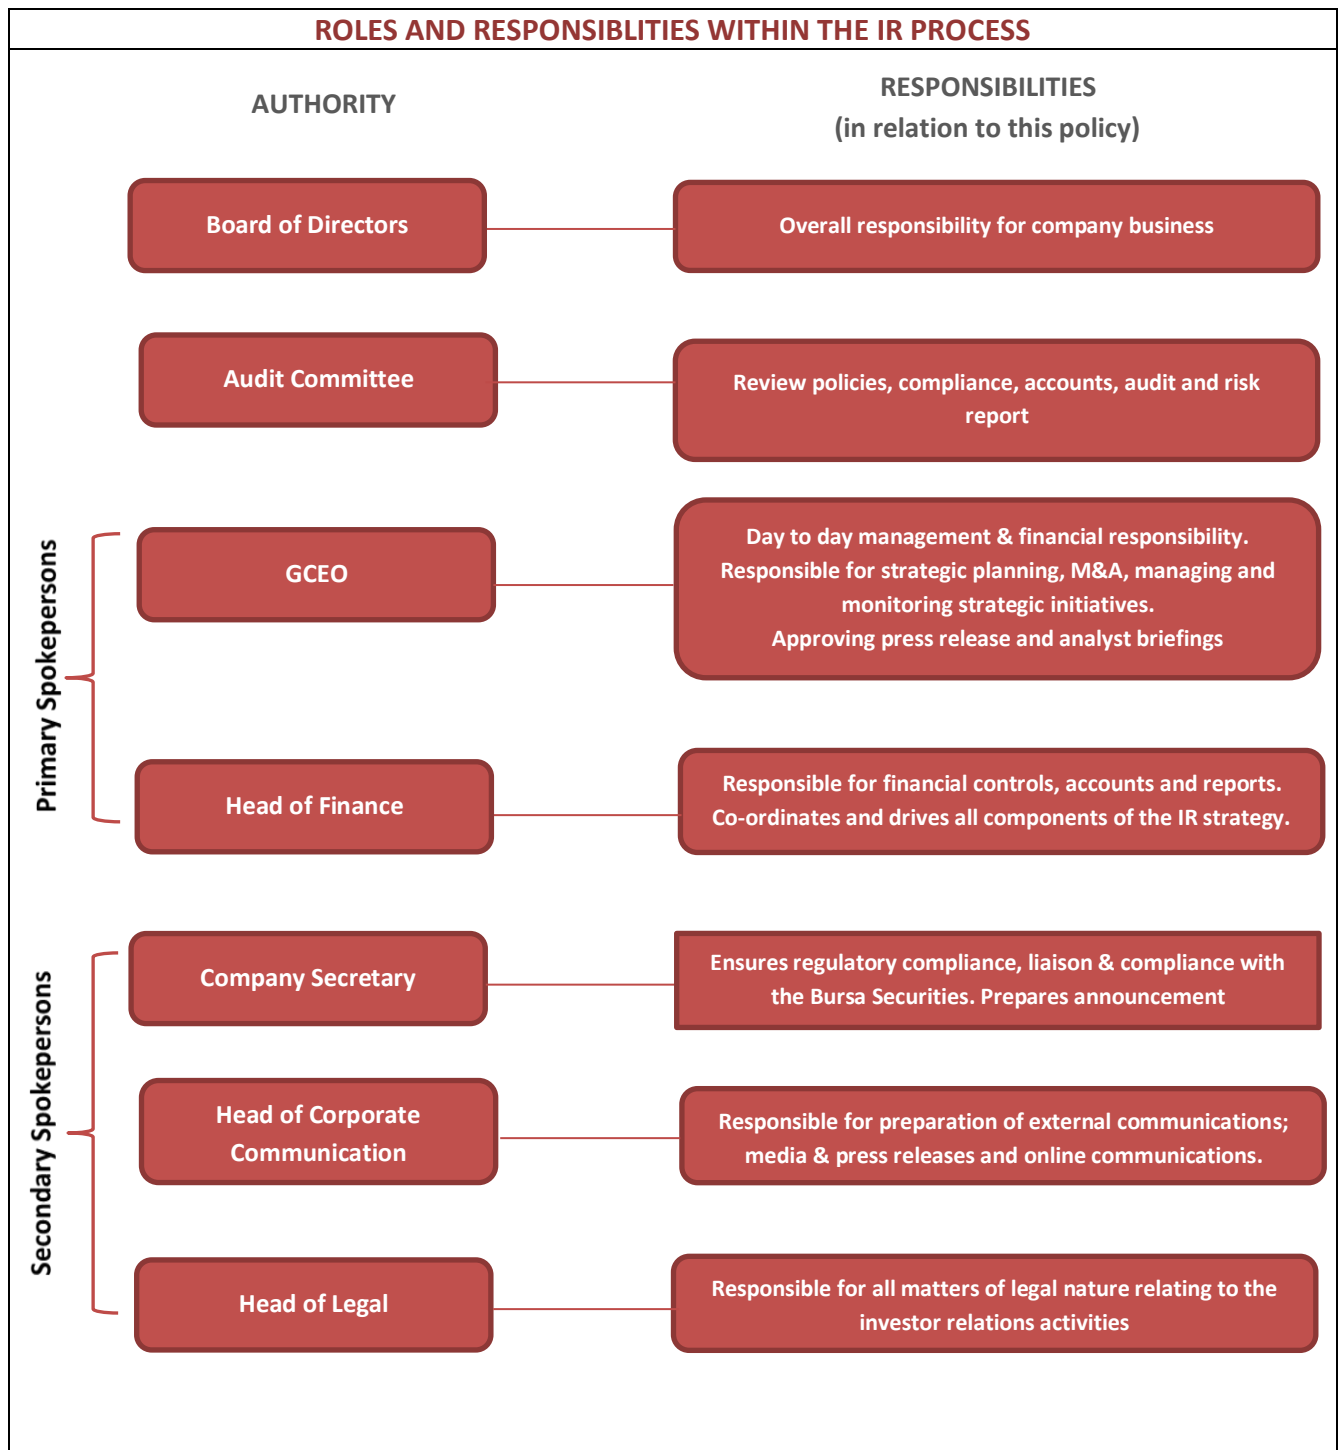 ROLES AND RESPONSIBLITIES WITHIN THE IR PROCESS
AUTHORITY
RESPONSIBILITIES
(in relation to this policy)
Board of Directors
Overall responsibility for company business
Audit Committee
Review policies, compliance, accounts, audit and risk
report
Primary Spokepersons
GCEO
Day to day management & financial responsibility.
Responsible for strategic planning, M&A, managing and
monitoring strategic initiatives.
Approving press release and analyst briefings
Head of Finance
Responsible for financial controls, accounts and reports.
Co-ordinates and drives all components of the IR strategy.
Secondary Spokepersons
Company Secretary
Ensures regulatory compliance, liaison & compliance with
the Bursa Securities. Prepares announcement
Head of Corporate
Communication
Responsible for preparation of external communications;
media & press releases and online communications.
Head of Legal
Responsible for all matters of legal nature relating to the
investor relations activities